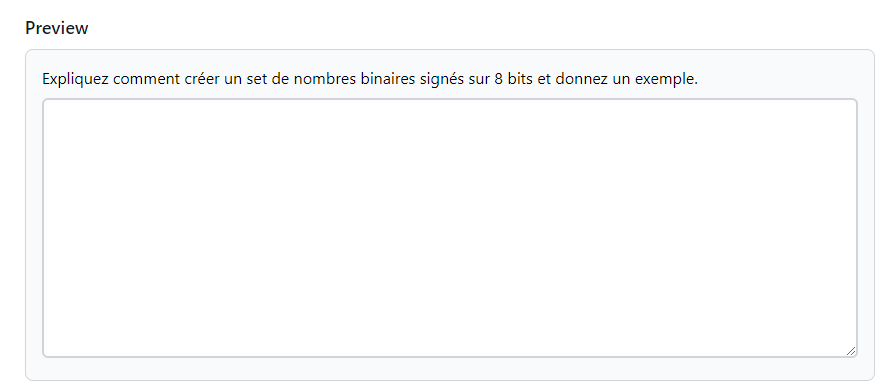 Preview
Expliquez comment créer un set de nombres binaires signés sur 8 bits et donnez un exemple.